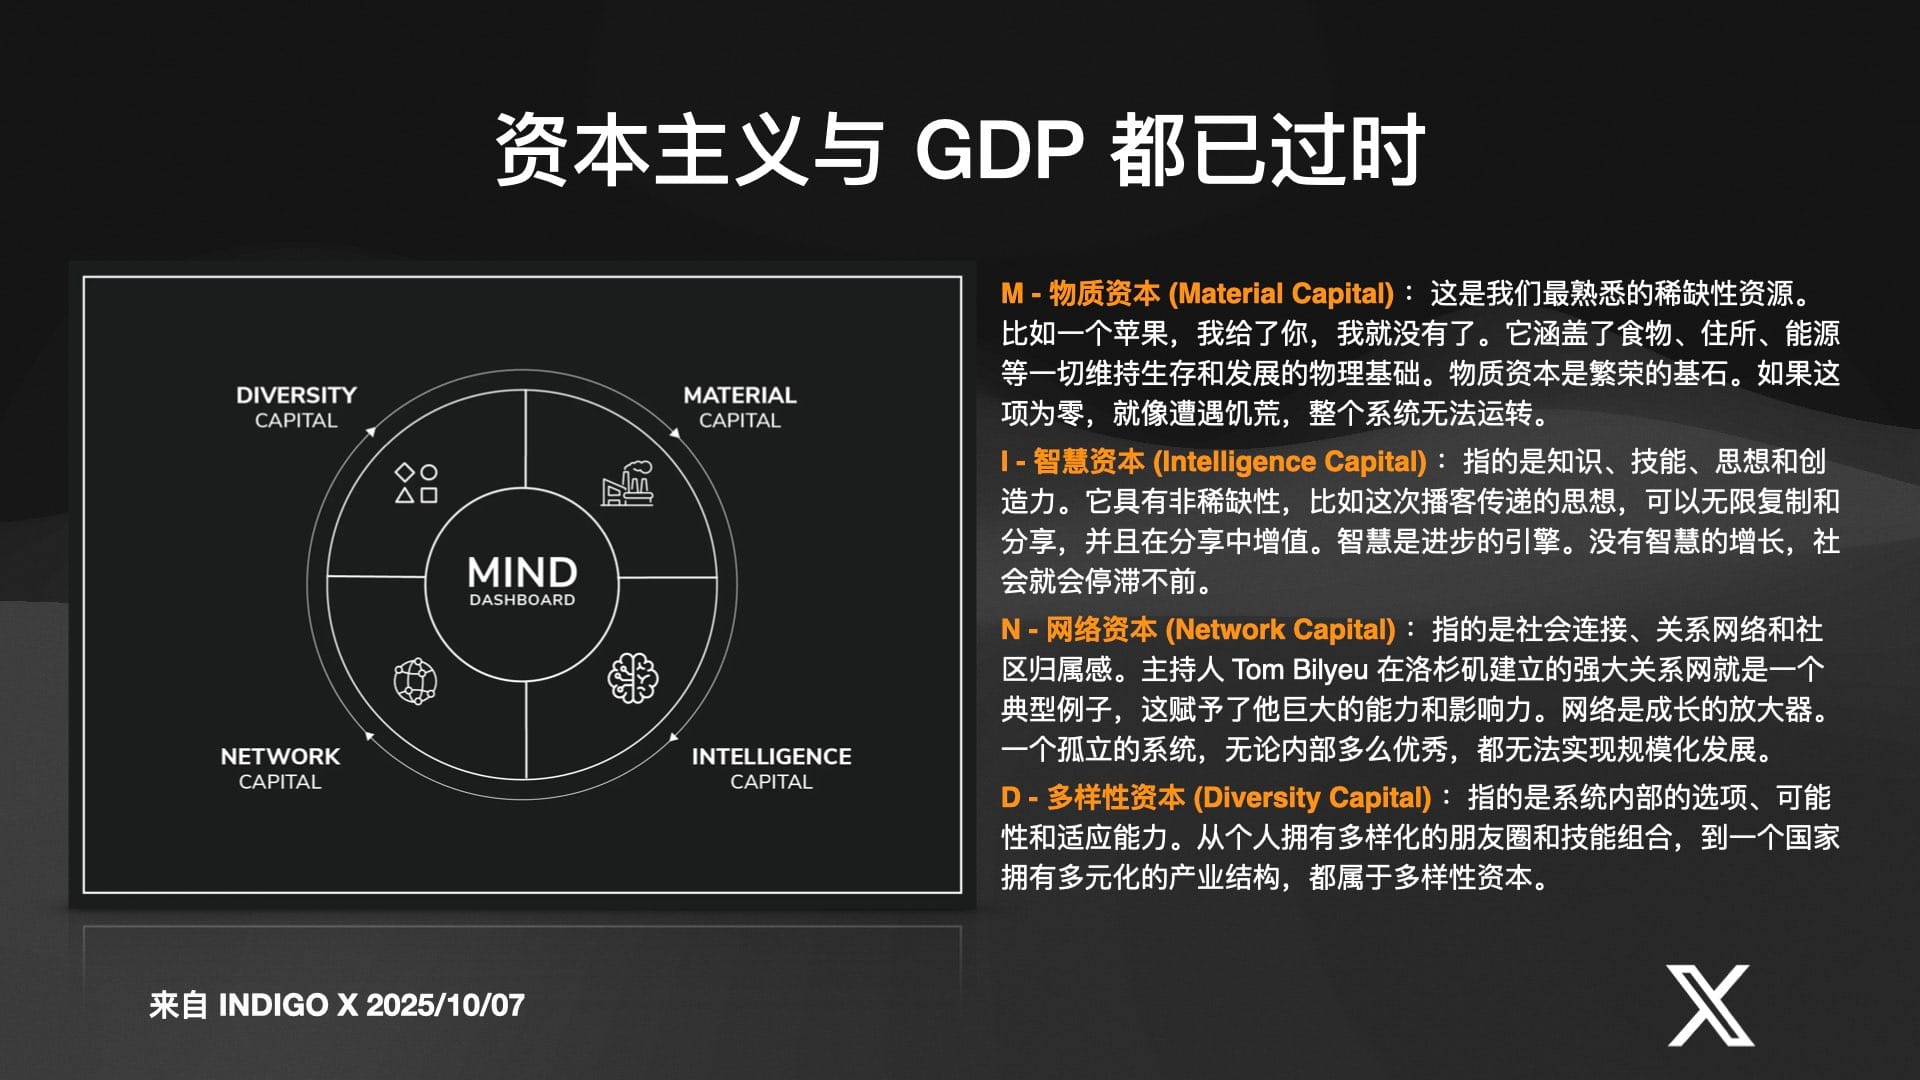 资本主义与 GDP 都已过时
DIVERSITY
CAPITAL
MATERIAL
CAPITAL
MIND
DASHBOARD
NETWORK
CAPITAL
INTELLIGENCE
CAPITAL
M - 物质资本 (Material Capital) ： 这是我们最熟悉的稀缺性资源。
比如一个苹果，我给了你，我就没有了。它涵盖了食物、住所、能源
等一切维持生存和发展的物理基础。物质资本是繁荣的基石。如果这
项为零，就像遭遇饥荒，整个系统无法运转。
I - 智慧资本 (Intelligence Capital) ： 指的是知识、技能、思想和创
造力。它具有非稀缺性，比如这次播客传递的思想，可以无限复制和
分享，并且在分享中增值。智慧是进步的引擎。没有智慧的增长，社
会就会停滞不前。
N - 网络资本 (Network Capital) ： 指的是社会连接、关系网络和社
区归属感。主持人 Tom Bilyeu 在洛杉矶建立的强大关系网就是一个
典型例子，这赋予了他巨大的能力和影响力。网络是成长的放大器。
一个孤立的系统，无论内部多么优秀，都无法实现规模化发展。
D - 多样性资本 (Diversity Capital) ： 指的是系统内部的选项、可能
性和适应能力。从个人拥有多样化的朋友圈和技能组合，到一个国家
拥有多元化的产业结构，都属于多样性资本。
来自 INDIGO X 2025/10/07
X